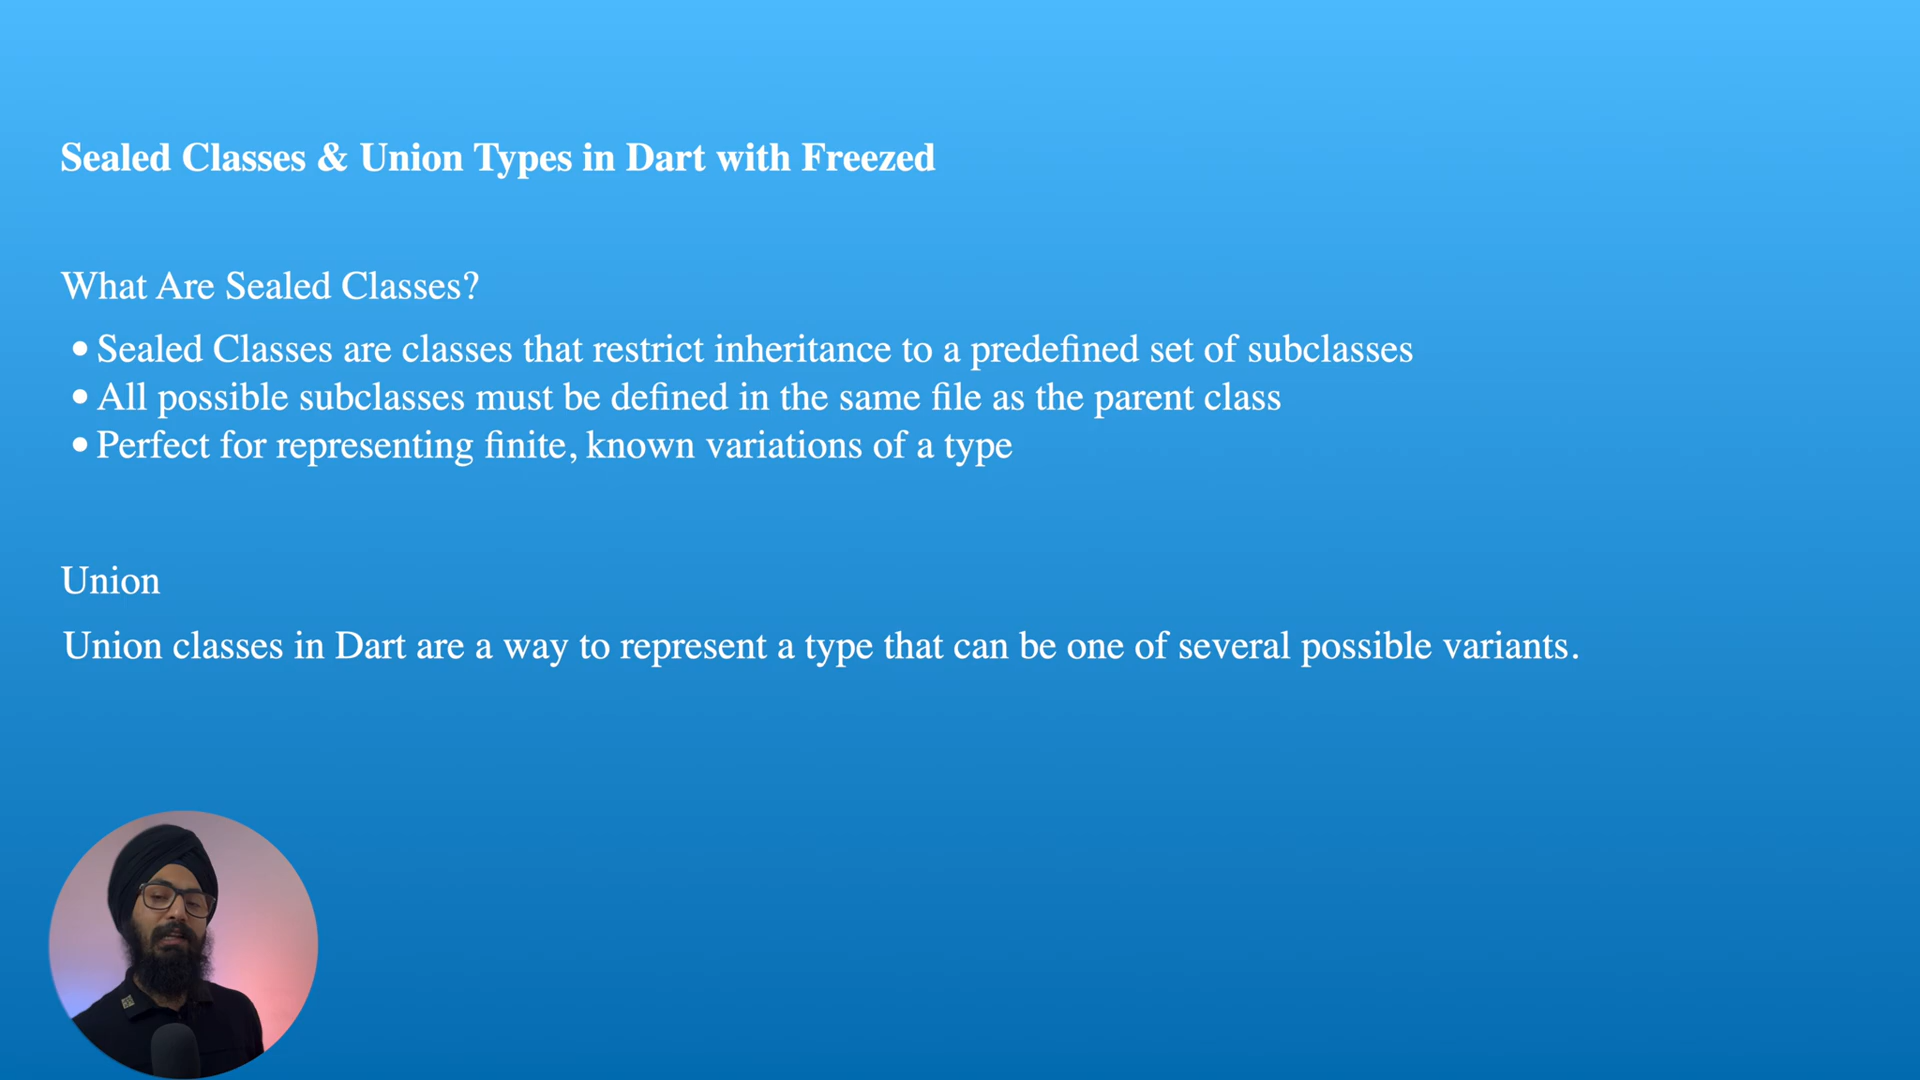 Sealed Classes & Union Types in Dart with Freezed
What Are Sealed Classes?
• Sealed Classes are classes that restrict inheritance to a predefined set of subclasses
• All possible subclasses must be defined in the same file as the parent class
• Perfect for representing finite, known variations of a type
Union
Union classes in Dart are a way to represent a type that can be one of several possible variants.